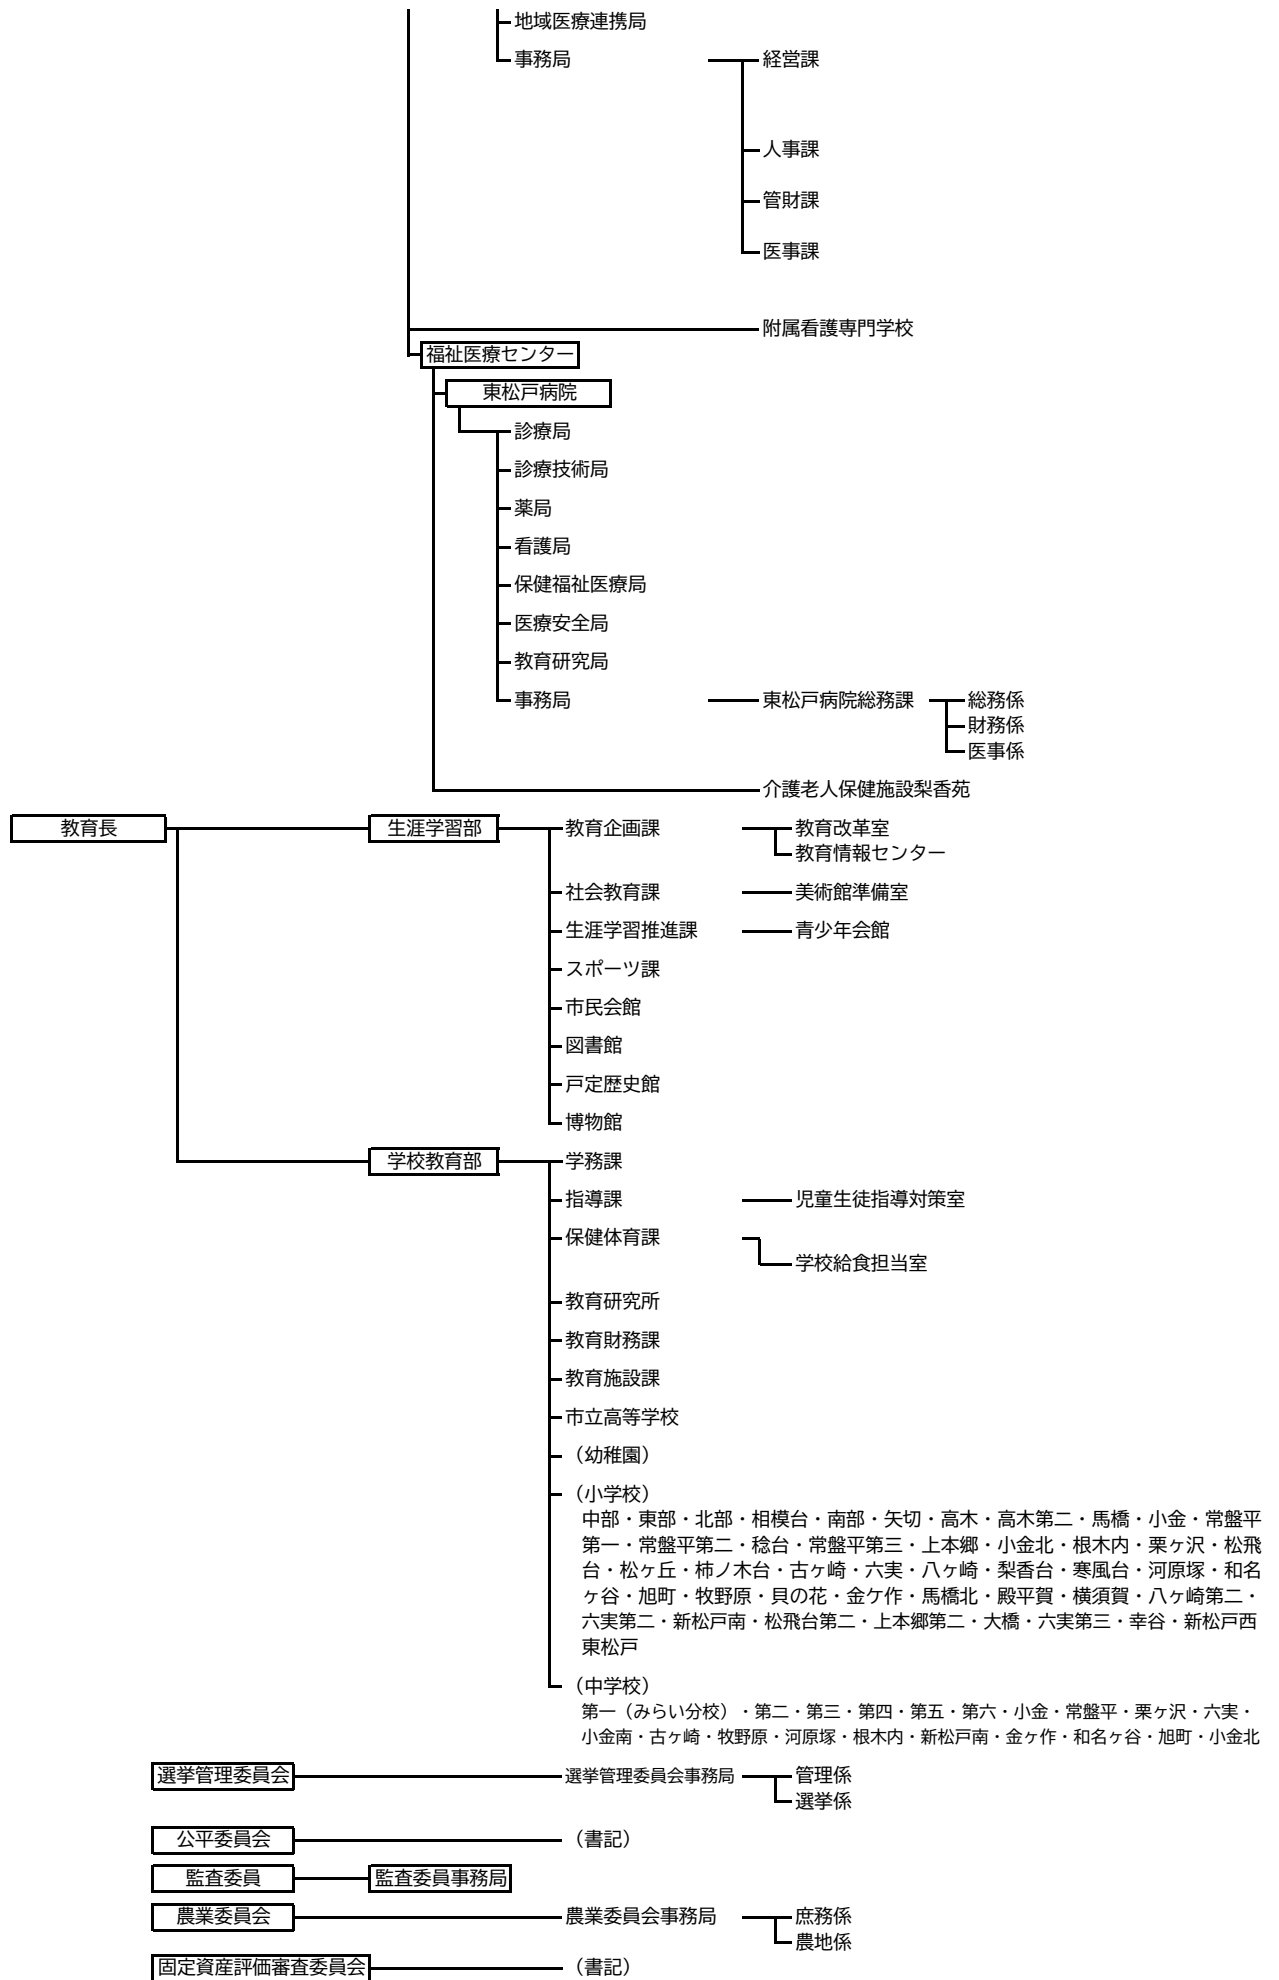 地域医療連携局
事務局 経営課
人事課
管財課
医事課
附属看護専門学校
福祉医療センター
東松戸病院
診療局
診療技術局
薬局
看護局
保健福祉医療局
医療安全局
教育研究局
事務局 東松戸病院総務課 総務係
財務係
医事係
介護老人保健施設梨香苑
教育長 生涯学習部 教育企画課 教育改革室
教育情報センター
社会教育課 美術館準備室
生涯学習推進課 青少年会館
スポーツ課
市民会館
図書館
戸定歴史館
博物館
学校教育部 学務課
指導課 児童生徒指導対策室
保健体育課
学校給食担当室
教育研究所
教育財務課
教育施設課
市立高等学校
（幼稚園）
（小学校）
中部・東部・北部・相模台・南部・矢切・高木・高木第二・馬橋・小金・常盤平
第一・常盤平第二・稔台・常盤平第三・上本郷・小金北・根木内・栗ヶ沢・松飛
台・松ヶ丘・柿ノ木台・古ヶ崎・六実・八ヶ崎・梨香台・寒風台・河原塚・和名
ヶ谷・旭町・牧野原・貝の花・金ケ作・馬橋北・殿平賀・横須賀・八ヶ崎第二・
六実第二・新松戸南・松飛台第二・上本郷第二・大橋・六実第三・幸谷・新松戸西
東松戸
（中学校）
第一（みらい分校）・第二・第三・第四・第五・第六・小金・常盤平・栗ヶ沢・六実・
小金南・古ヶ崎・牧野原・河原塚・根木内・新松戸南・金ヶ作・和名ヶ谷・旭町・小金北
選挙管理委員会 選挙管理委員会事務局 管理係
選挙係
公平委員会 （書記）
監査委員 監査委員事務局
農業委員会 農業委員会事務局 庶務係
農地係
固定資産評価審査委員会 （書記）